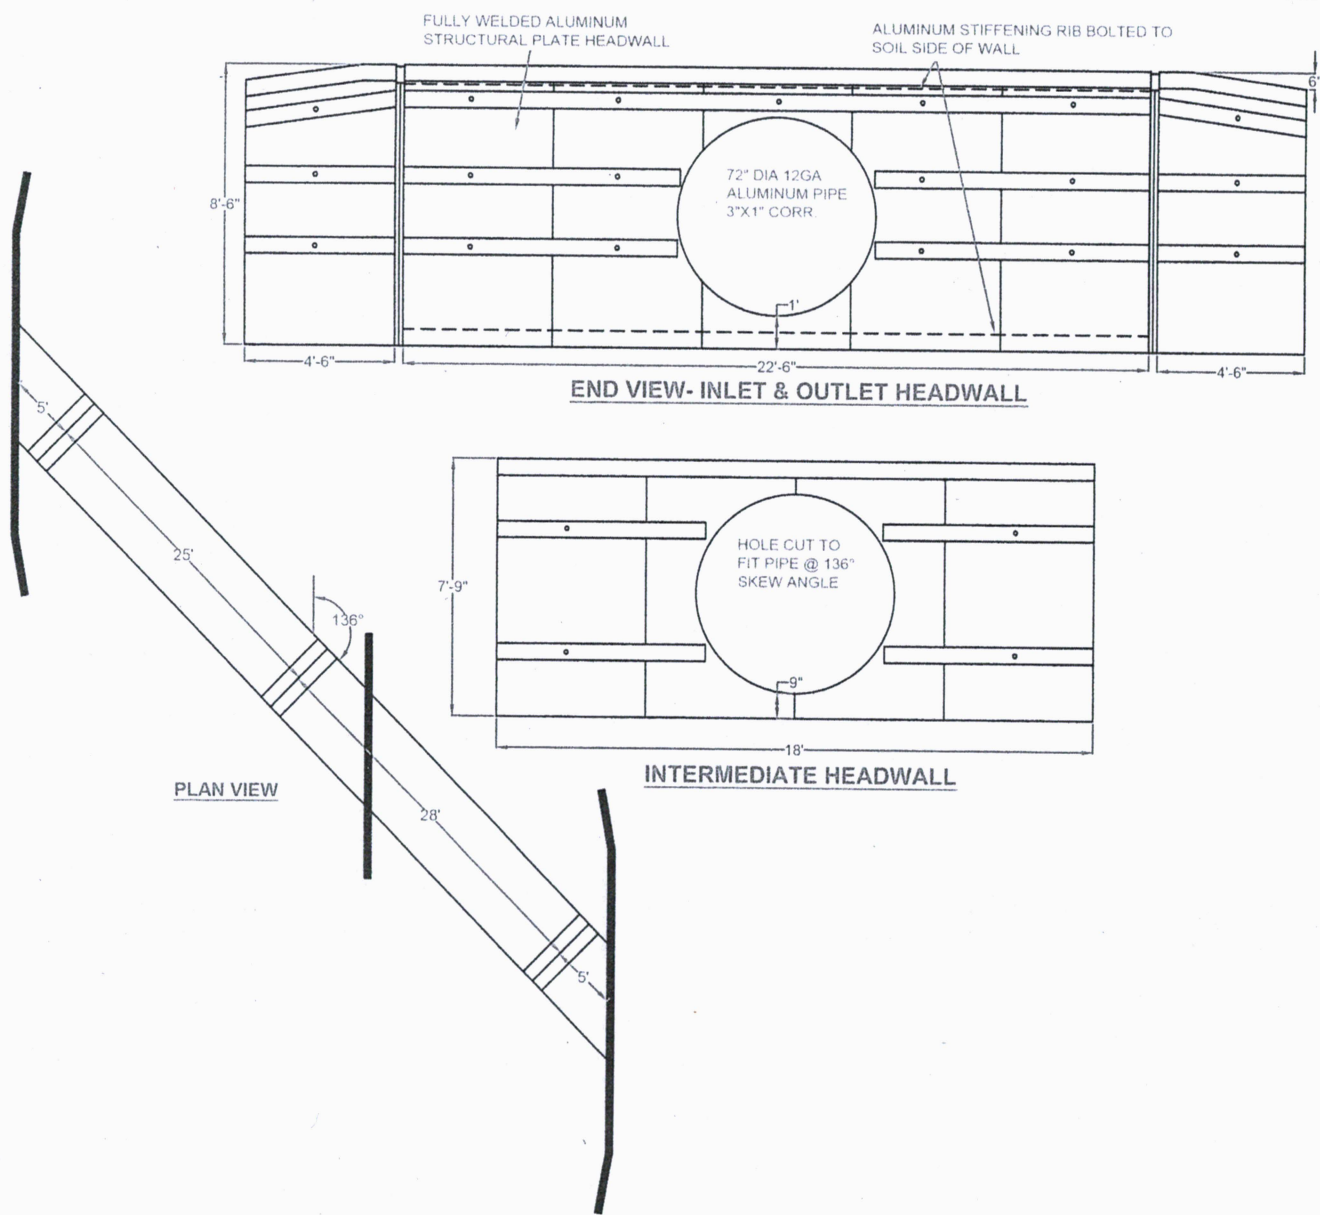 FULLY WELDED ALUMINUM
STRUCTURAL PLATE HEADWALL
ALUMINUM STIFFENING RIB BOLTED TO
SOIL SIDE OF WALL
6"
8'-6"
72" DIA 12GA
ALUMINUM PIPE
3"X1" CORR.
1'
4'-6"
22'-6"
4'-6"
END VIEW- INLET & OUTLET HEADWALL
5'
25'
136°
28'
5'
PLAN VIEW
7'-9"
HOLE CUT TO
FIT PIPE @ 136°
SKEW ANGLE
9"
18'
INTERMEDIATE HEADWALL